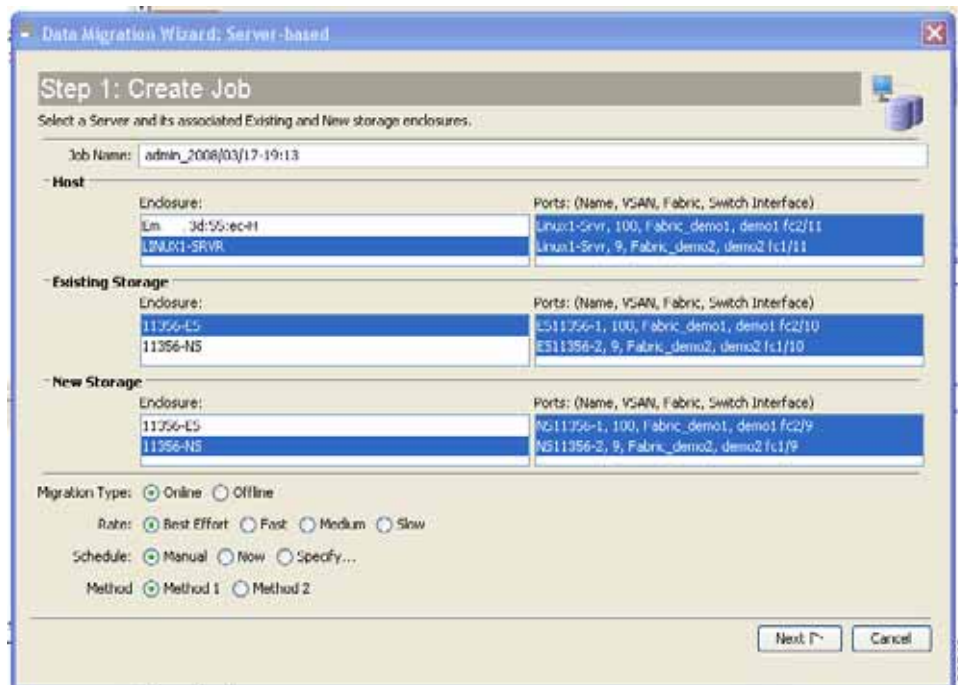 Data Migration Wizard: Server-based
Step 1: Create Job
Select a Server and its associated Existing and New storage enclosures.
Job Name: admin_2008/03/17-19:13
Host
Enclosure: Ports: (Name, VSAN, Fabric, Switch Interface)
Em 3d:55:ec-H Linux1-Srvr, 100, Fabric_demo1, demo1 fc2/11
LINUX1-SRVR Linux1-Srvr, 9, Fabric_demo2, demo2 fc1/11
Existing Storage
Enclosure: Ports: (Name, VSAN, Fabric, Switch Interface)
11356-ES ES11356-1, 100, Fabric_demo1, demo1 fc2/10
11356-NS ES11356-2, 9, Fabric_demo2, demo2 fc1/10
New Storage
Enclosure: Ports: (Name, VSAN, Fabric, Switch Interface)
11356-ES NS11356-1, 100, Fabric_demo1, demo1 fc2/9
11356-NS NS11356-2, 9, Fabric_demo2, demo2 fc1/9
Migration Type: Online Offline
Rate: Best Effort Fast Medium Slow
Schedule: Manual Now Specify...
Method Method 1 Method 2
Next Cancel